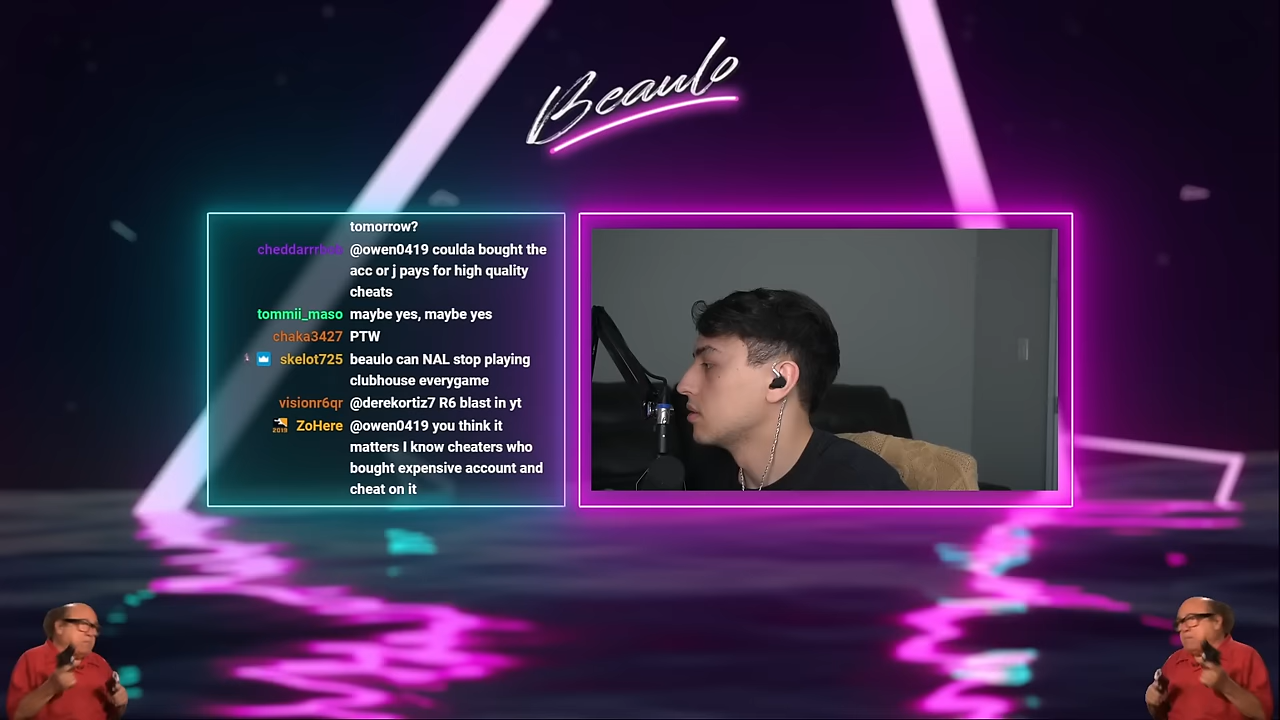 Beaulo
tomorrow?
@owen0419 coulda bought the
acc or j pays for high quality
cheats
tommii_maso maybe yes, maybe yes
chaka3427 PTW
skelot725 beaulo can NAL stop playing
clubhouse everygame
visionr6qr @derekortiz7 R6 blast in yt
2019 ZoHere @owen0419 you think it
matters I know cheaters who
bought expensive account and
cheat on it